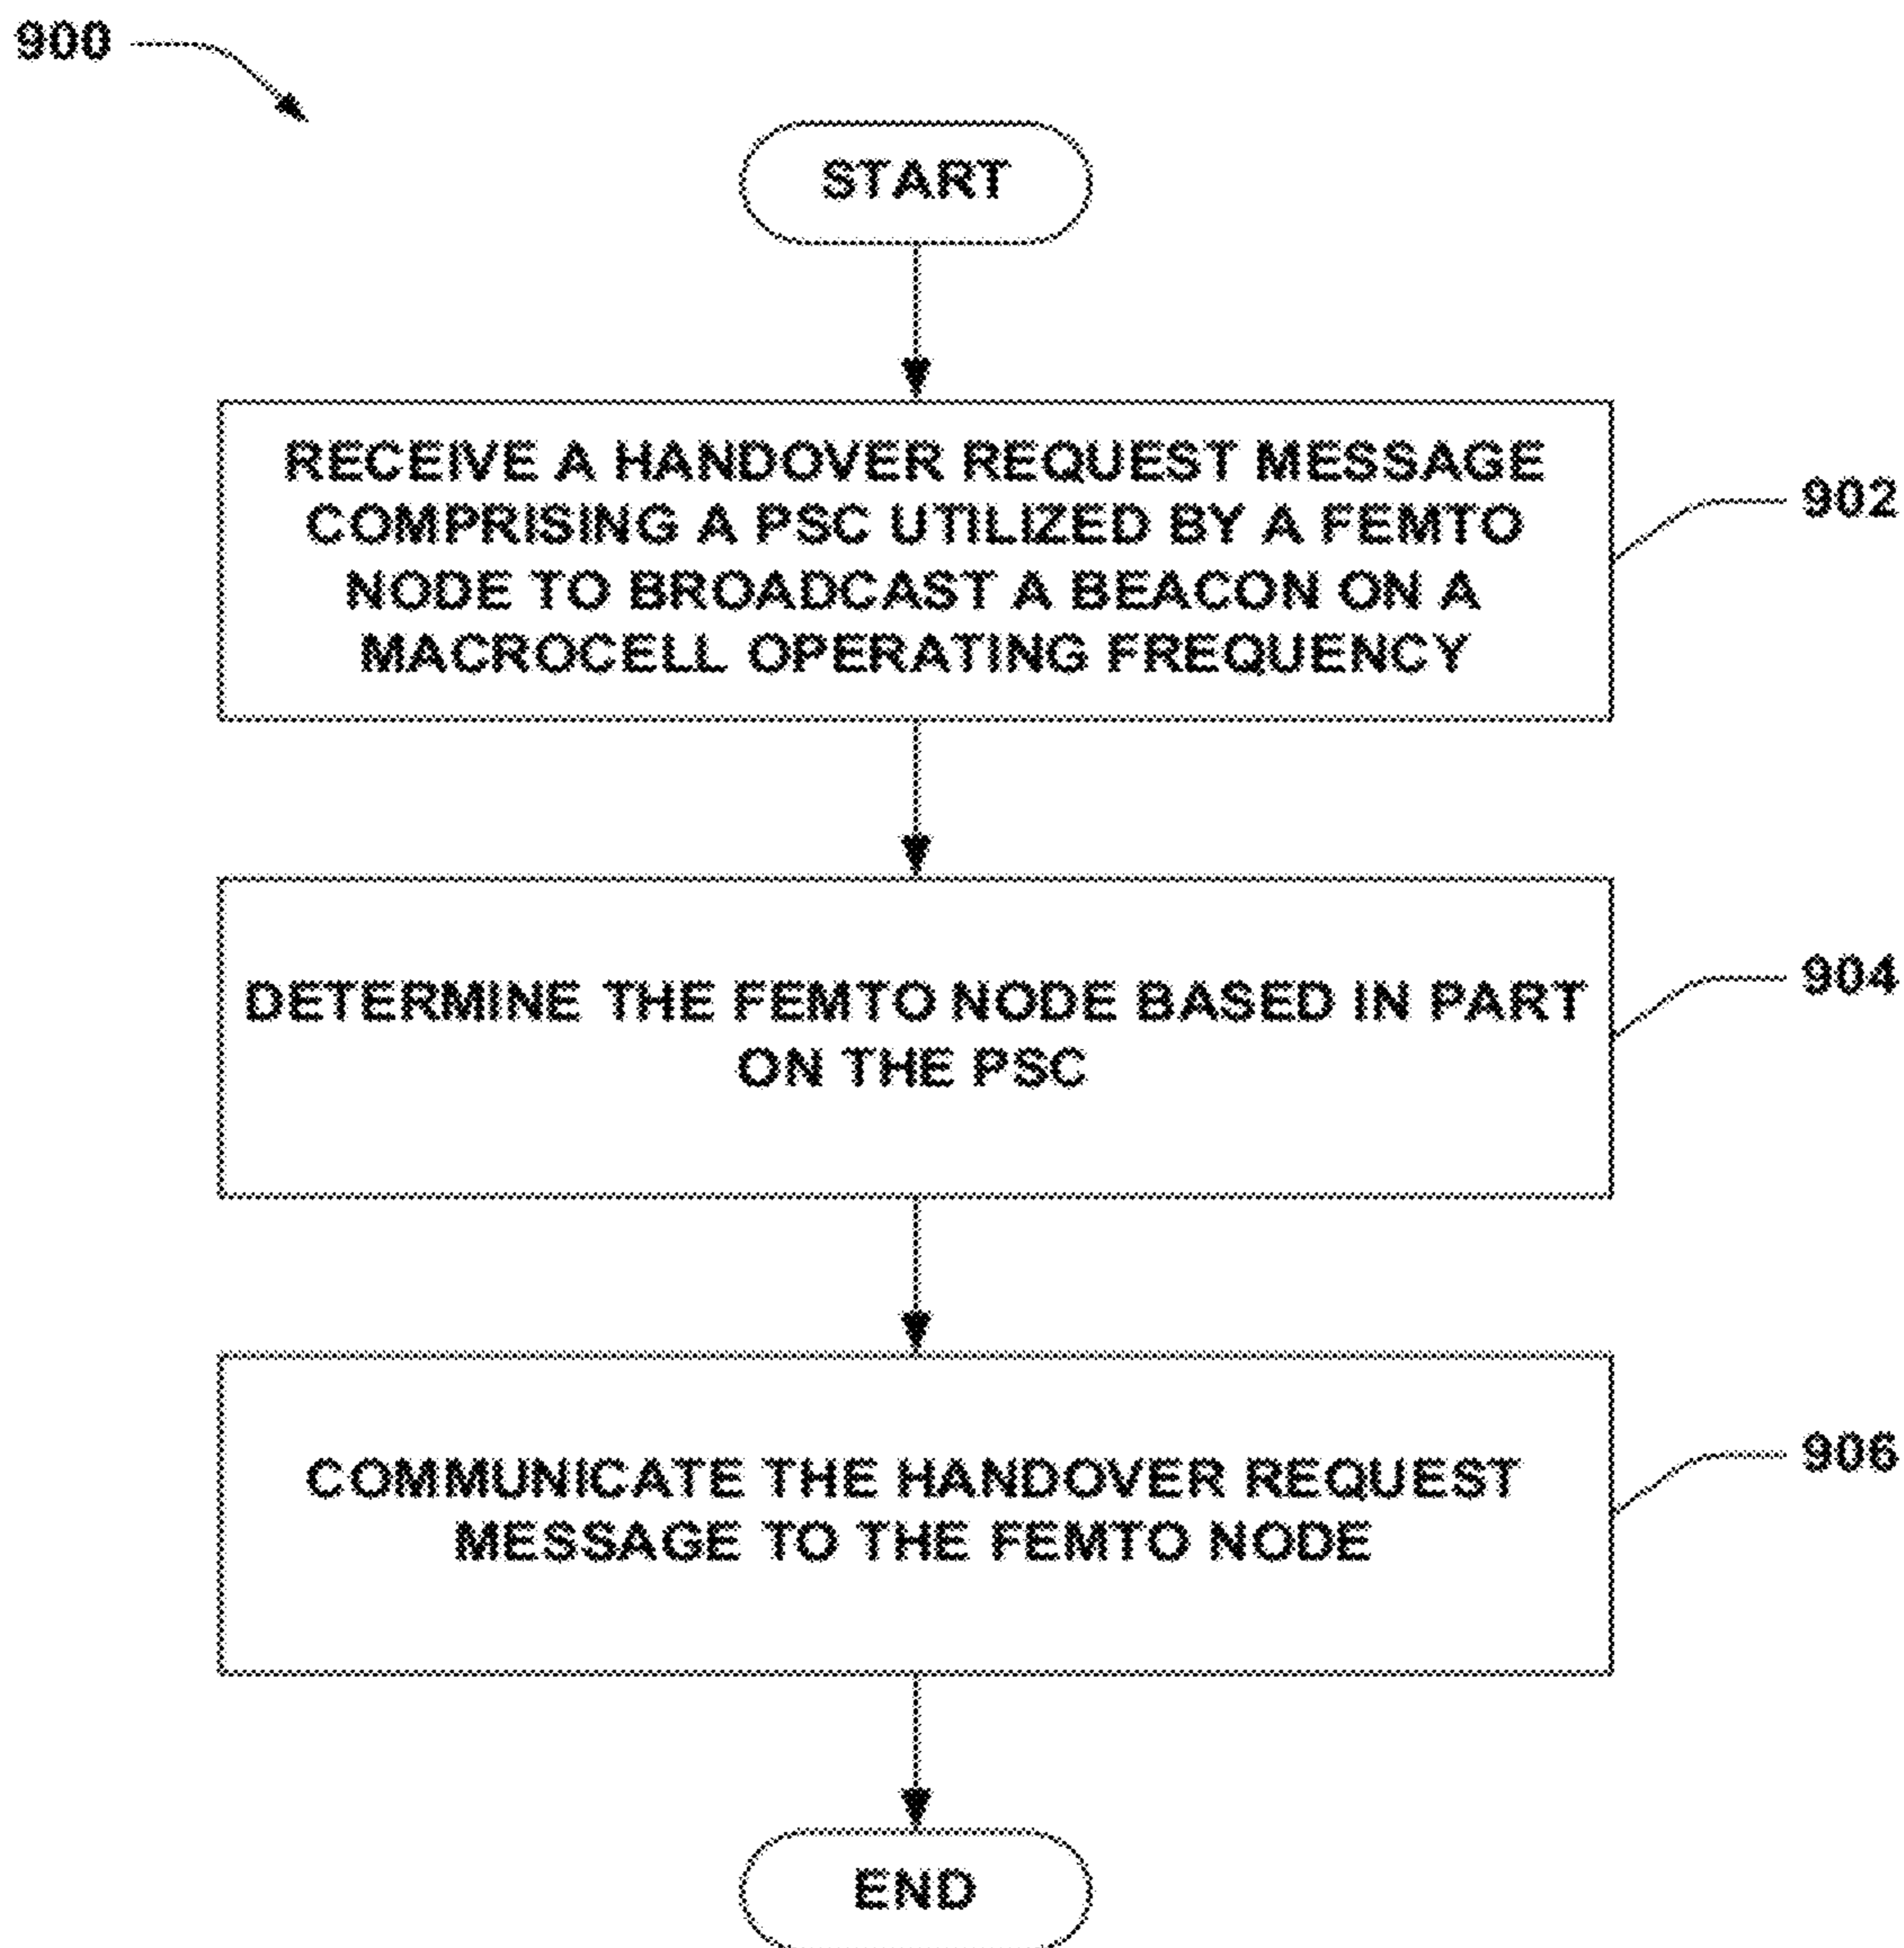 900
START
RECEIVE A HANDOVER REQUEST MESSAGE
COMPRISING A PSC UTILIZED BY A FEMTO
NODE TO BROADCAST A BEACON ON A
MACROCELL OPERATING FREQUENCY
902
DETERMINE THE FEMTO NODE BASED IN PART
ON THE PSC
904
COMMUNICATE THE HANDOVER REQUEST
MESSAGE TO THE FEMTO NODE
906
END